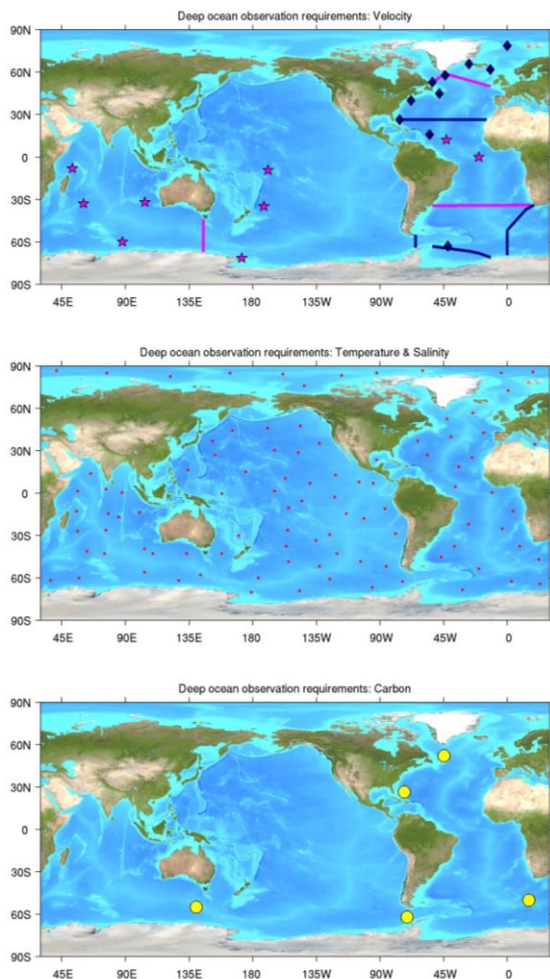 Deep ocean observation requirements: Velocity
90N
60N
30N
0
30S
60S
90S
45E 90E 135E 180 135W 90W 45W 0
Deep ocean observation requirements: Temperature & Salinity
90N
60N
30N
0
30S
60S
90S
45E 90E 135E 180 135W 90W 45W 0
Deep ocean observation requirements: Carbon
90N
60N
30N
0
30S
60S
90S
45E 90E 135E 180 135W 90W 45W 0